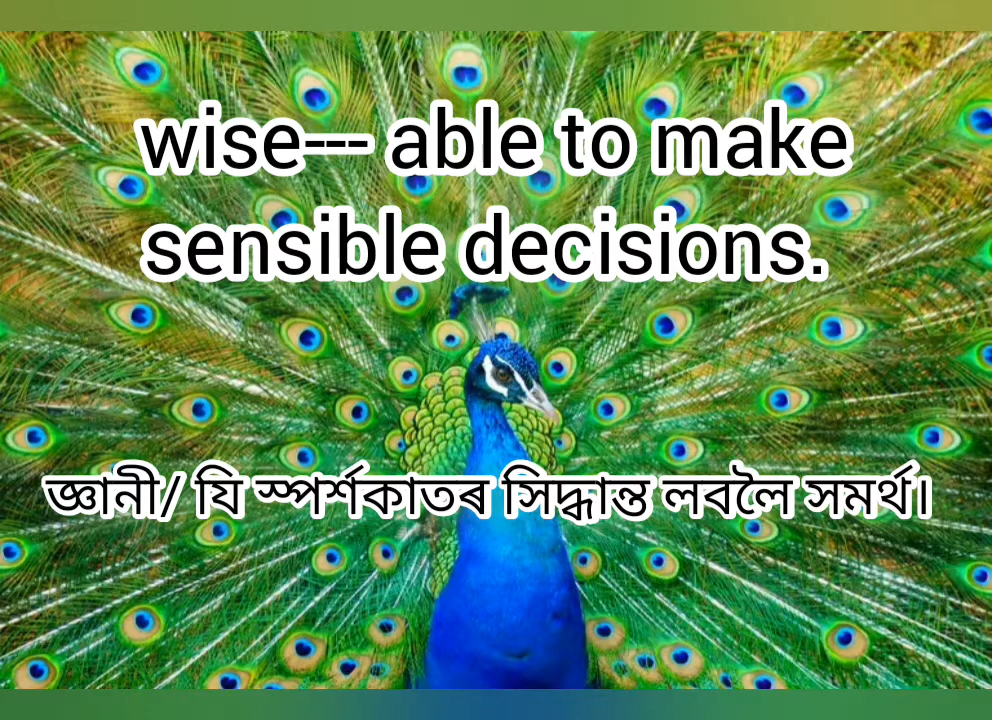 wise--- able to make
sensible decisions.
জ্ঞানী/ যি স্পৰ্শকাতৰ সিদ্ধান্ত লবলৈ সমৰ্থ।